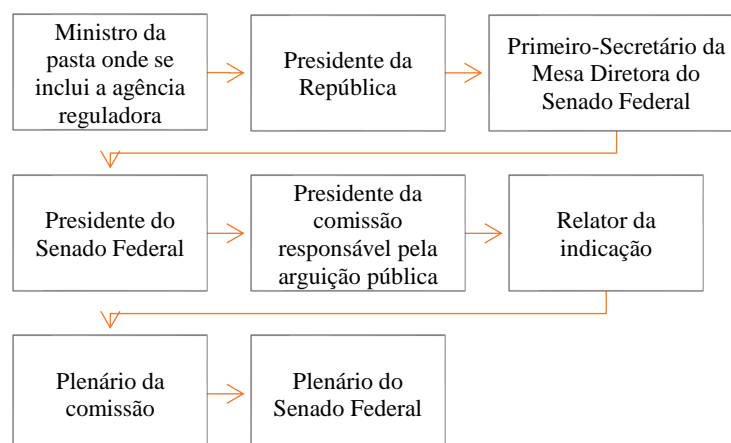 Ministro da
pasta onde se
inclui a agência
reguladora
Presidente da
República
Primeiro-Secretário da
Mesa Diretora do
Senado Federal
Presidente do
Senado Federal
Presidente da
comissão
responsável pela
arguição pública
Relator da
indicação
Plenário da
comissão
Plenário do
Senado Federal